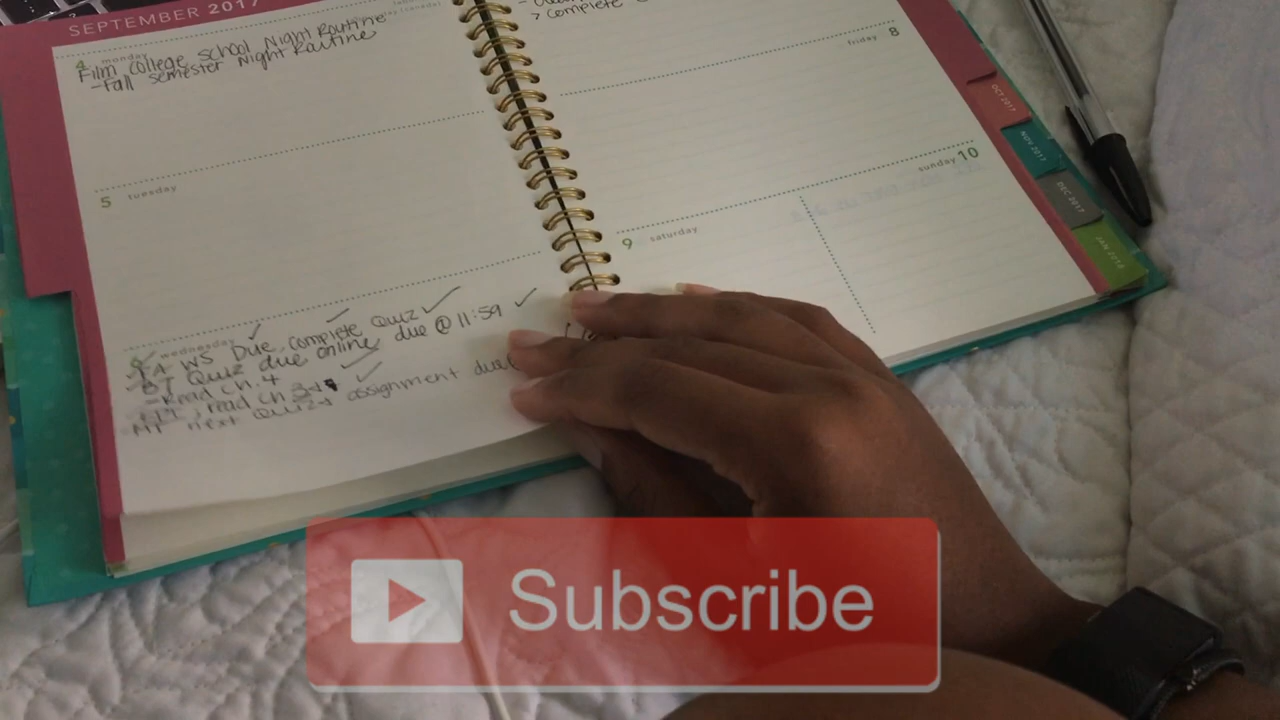 SEPTEMBER 2017
4 monday
Film college school Night Routine
-Fall semester Night Routine
5 tuesday
wednesday
WS Due, complete Quiz ✓
Quiz due online due @ 11:59 ✓
-Read ch. 4
read ch
next Quiz assignment due
> complete
friday 8
9 saturday
sunday 10
OCT 2017
NOV 2017
DEC 2017
JAN 2018
Subscribe